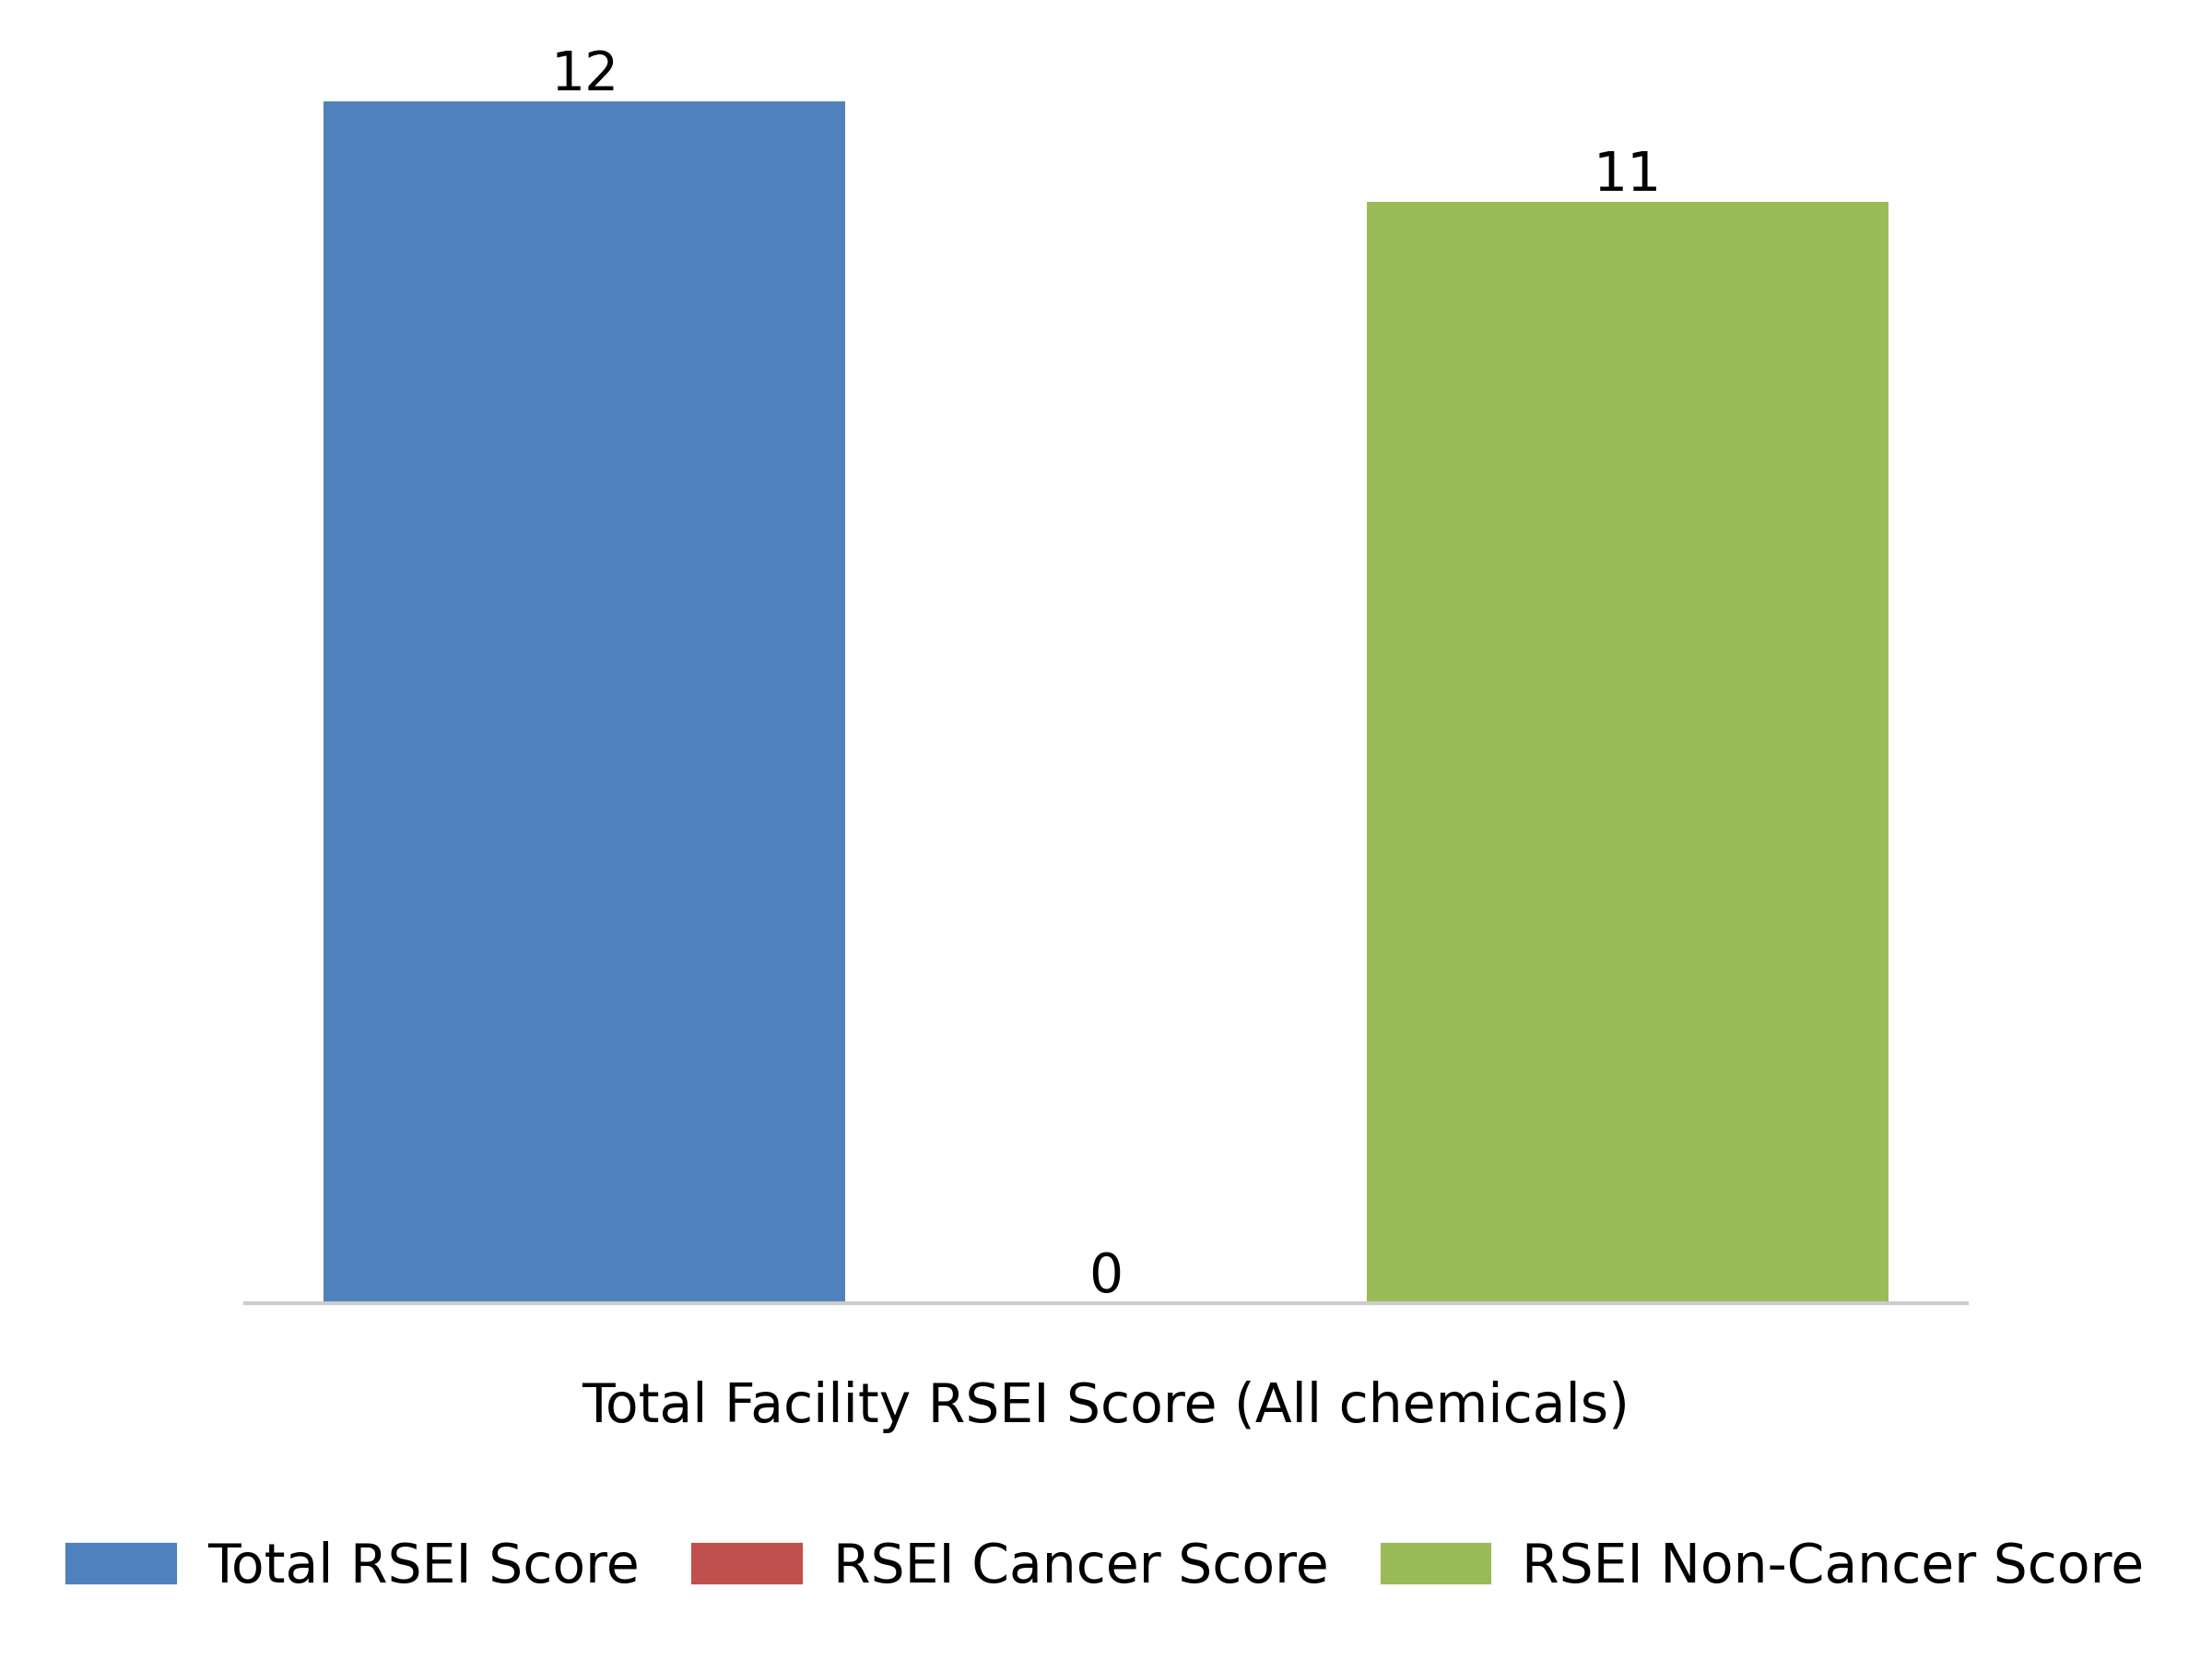 12
11
0
Total Facility RSEI Score (All chemicals)
Total RSEI Score RSEI Cancer Score RSEI Non-Cancer Score